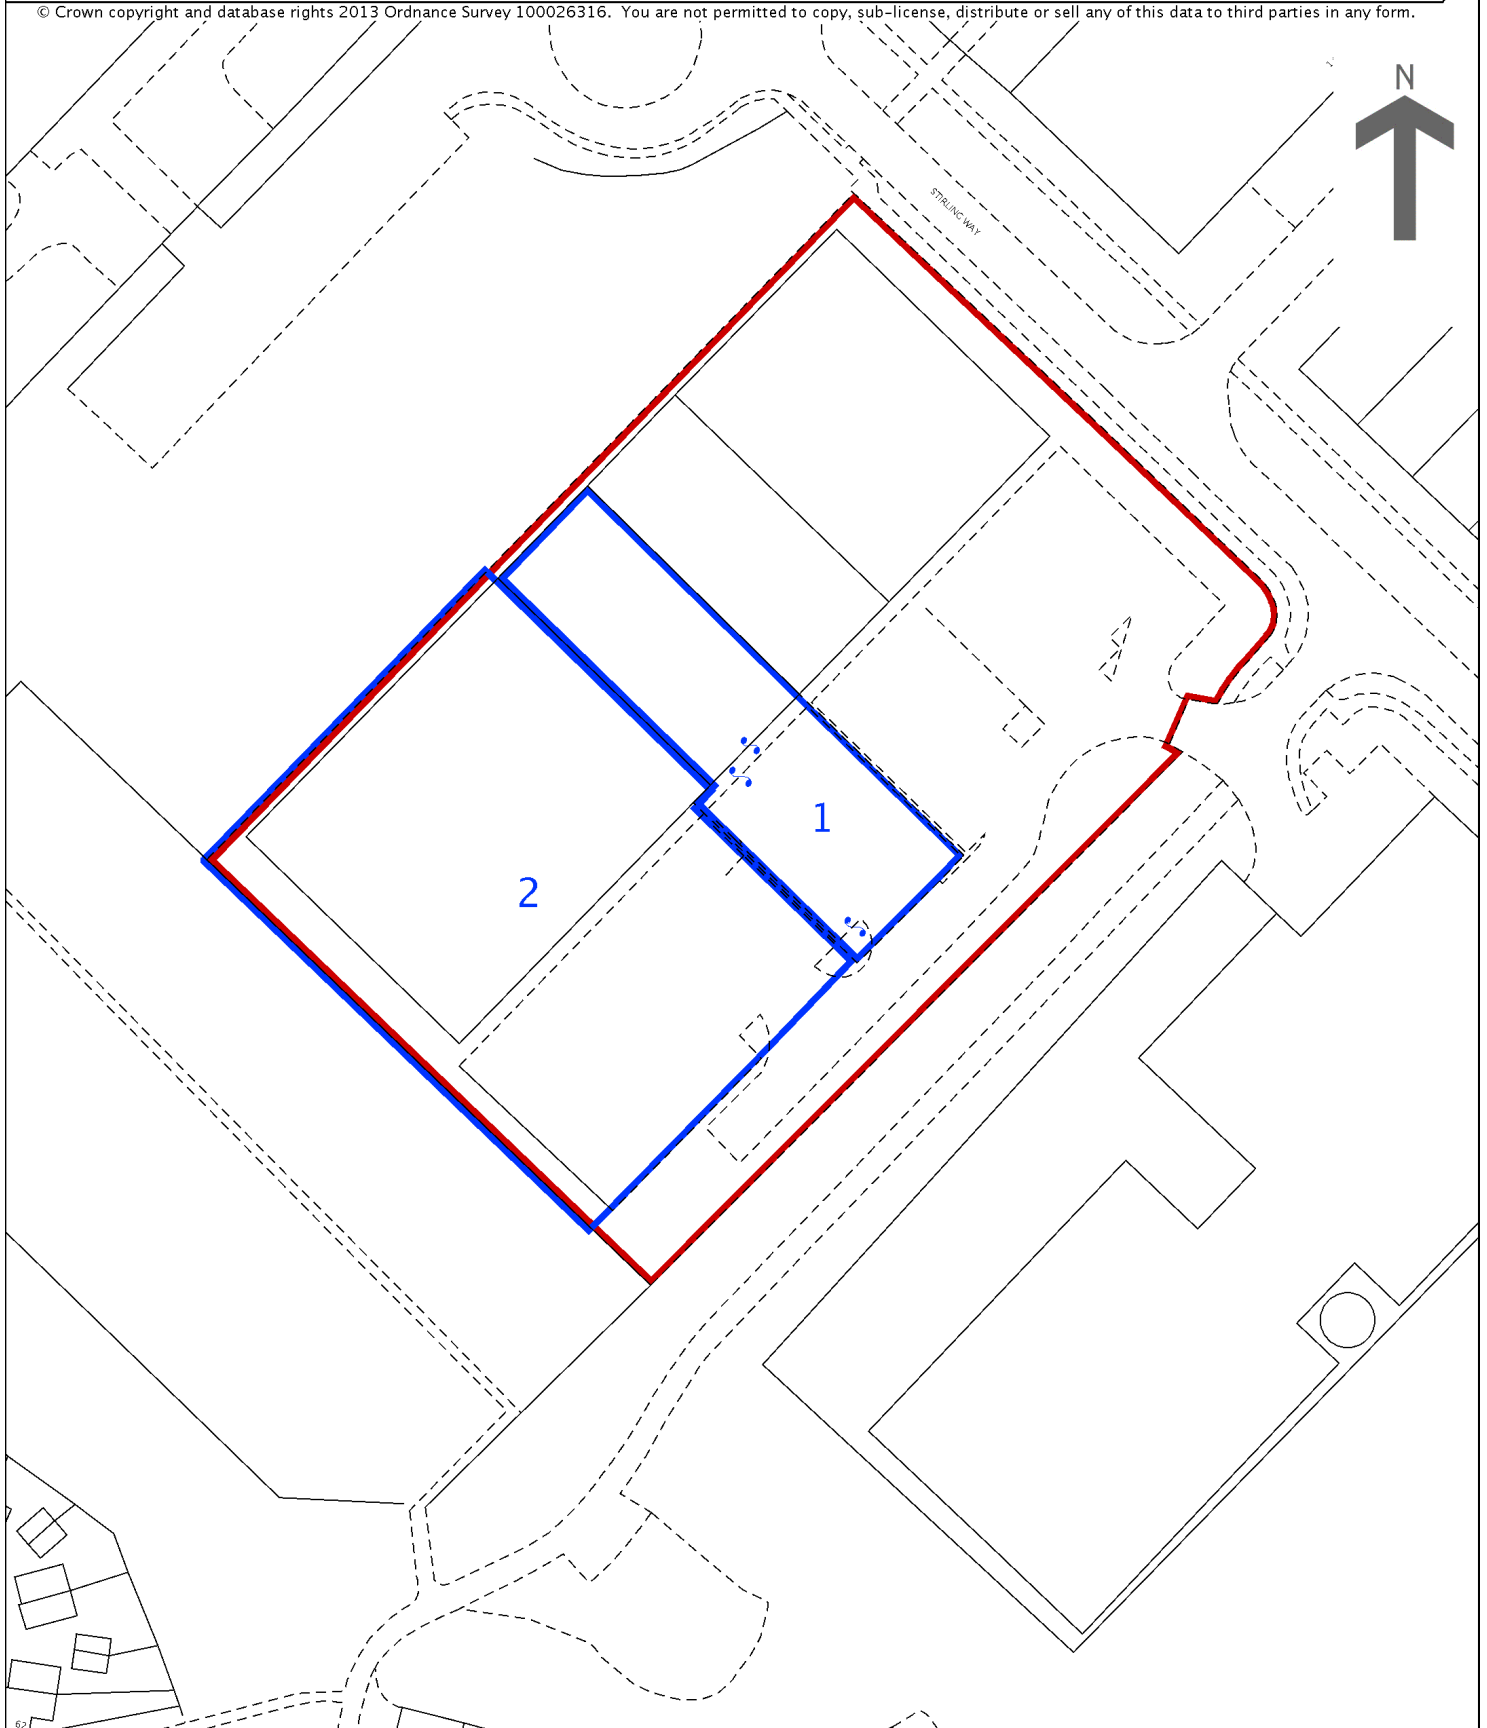 © Crown copyright and database rights 2013 Ordnance Survey 100026316. You are not permitted to copy, sub-license, distribute or sell any of this data to third parties in any form.
N
STIRLING WAY
1
2
62